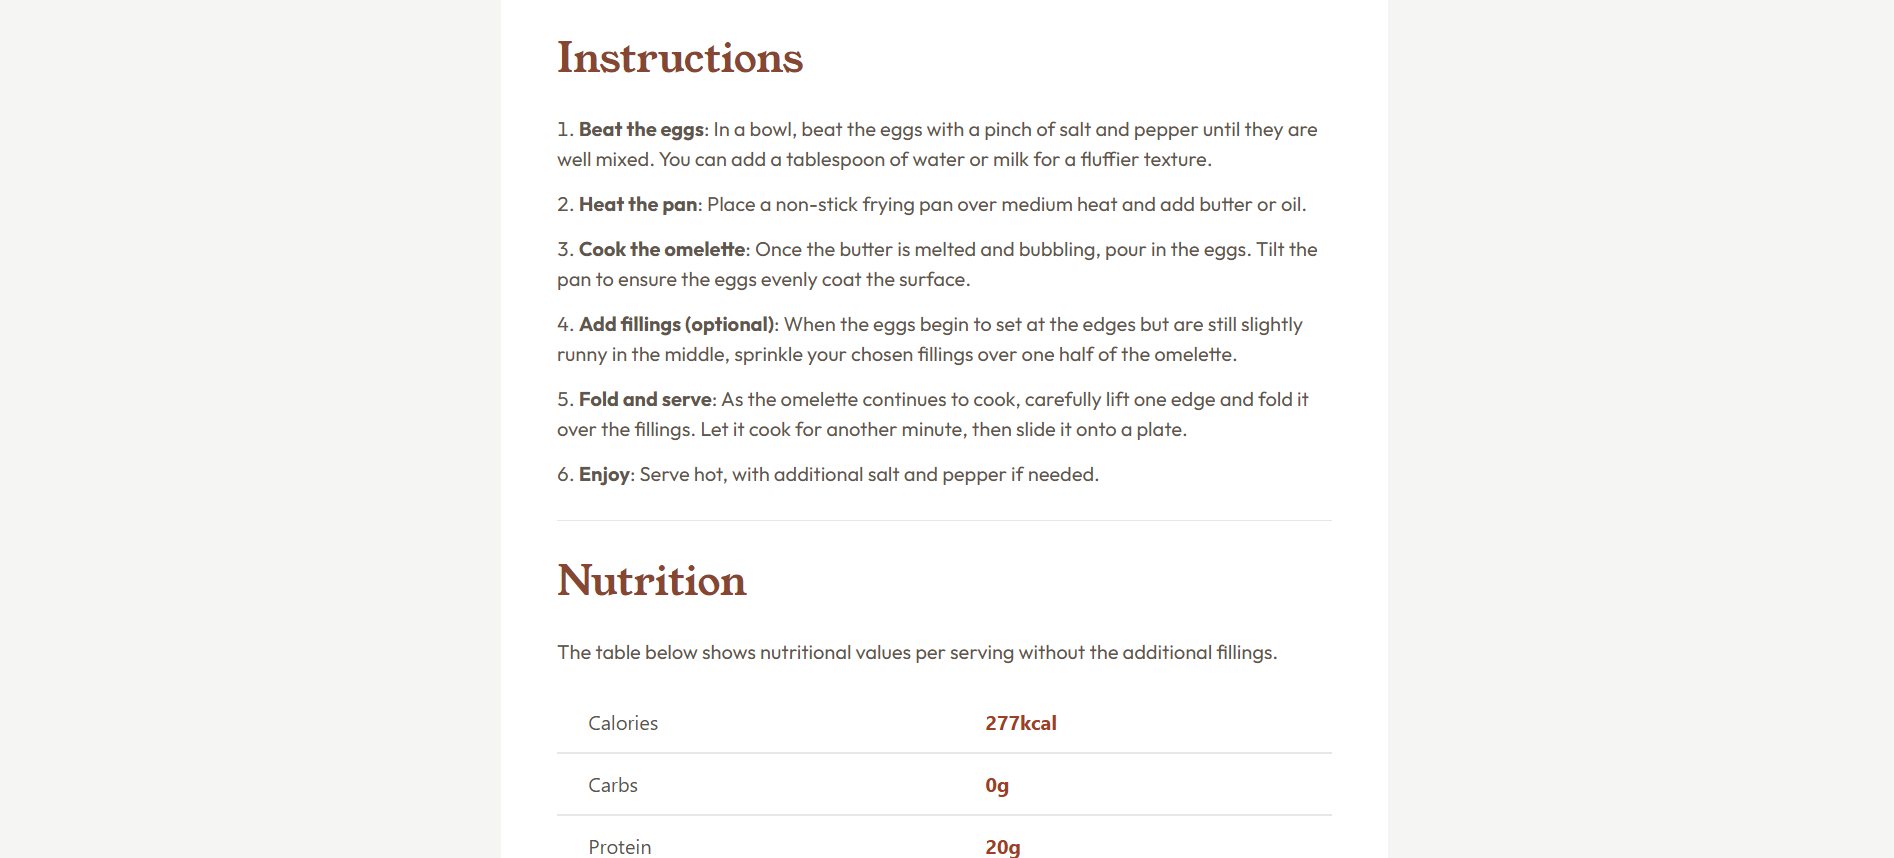 Instructions
1. Beat the eggs: In a bowl, beat the eggs with a pinch of salt and pepper until they are
well mixed. You can add a tablespoon of water or milk for a fluffier texture.
2. Heat the pan: Place a non-stick frying pan over medium heat and add butter or oil.
3. Cook the omelette: Once the butter is melted and bubbling, pour in the eggs. Tilt the
pan to ensure the eggs evenly coat the surface.
4. Add fillings (optional): When the eggs begin to set at the edges but are still slightly
runny in the middle, sprinkle your chosen fillings over one half of the omelette.
5. Fold and serve: As the omelette continues to cook, carefully lift one edge and fold it
over the fillings. Let it cook for another minute, then slide it onto a plate.
6. Enjoy: Serve hot, with additional salt and pepper if needed.
Nutrition
The table below shows nutritional values per serving without the additional fillings.
Calories 277kcal
Carbs 0g
Protein 20g